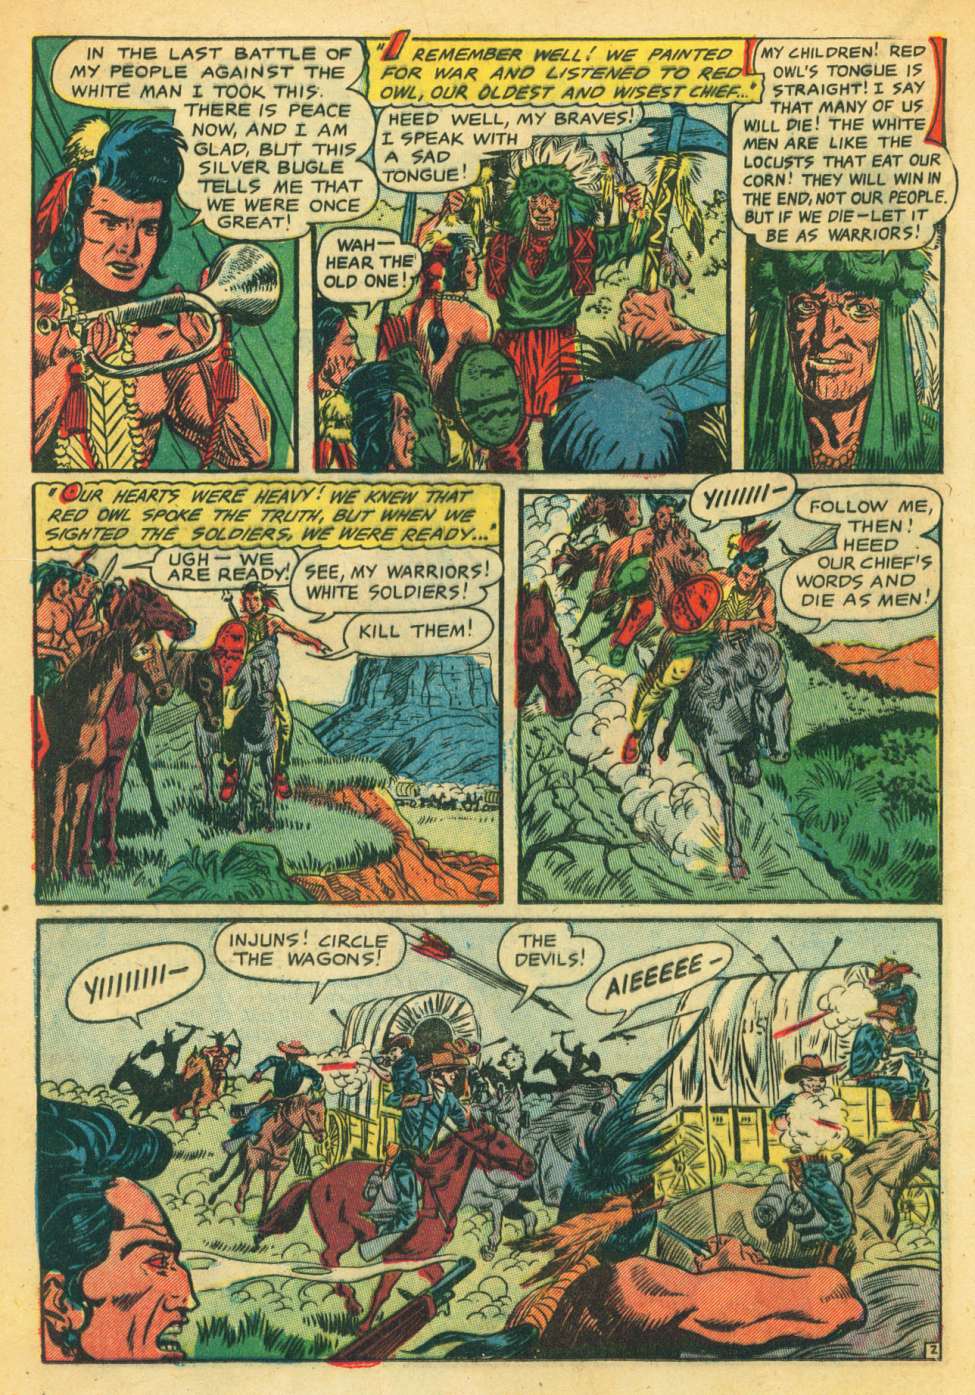 IN THE LAST BATTLE OF
MY PEOPLE AGAINST THE
WHITE MAN I TOOK THIS.
THERE IS PEACE
NOW, AND I AM
GLAD, BUT THIS
SILVER BUGLE
TELLS ME THAT
WE WERE ONCE
GREAT!
"I REMEMBER WELL! WE PAINTED
FOR WAR AND LISTENED TO RED
OWL, OUR OLDEST AND WISEST CHIEF..."
HEED WELL, MY BRAVES!
I SPEAK WITH
A SAD
TONGUE!
WAH—
HEAR THE
OLD ONE!
MY CHILDREN! RED
OWL'S TONGUE IS
STRAIGHT! I SAY
THAT MANY OF US
WILL DIE! THE WHITE
MEN ARE LIKE THE
LOCUSTS THAT EAT OUR
CORN! THEY WILL WIN IN
THE END, NOT OUR PEOPLE.
BUT IF WE DIE—LET IT
BE AS WARRIORS!
"OUR HEARTS WERE HEAVY! WE KNEW THAT
RED OWL SPOKE THE TRUTH, BUT WHEN WE
SIGHTED THE SOLDIERS, WE WERE READY..."
UGH—WE
ARE READY!
SEE, MY WARRIORS!
WHITE SOLDIERS!
KILL THEM!
YIIIIIII—
FOLLOW ME,
THEN!
HEED
OUR CHIEF'S
WORDS AND
DIE AS MEN!
YIIIIIIII—
INJUNS! CIRCLE
THE WAGONS!
THE
DEVILS!
AIEEEEE—
US
2